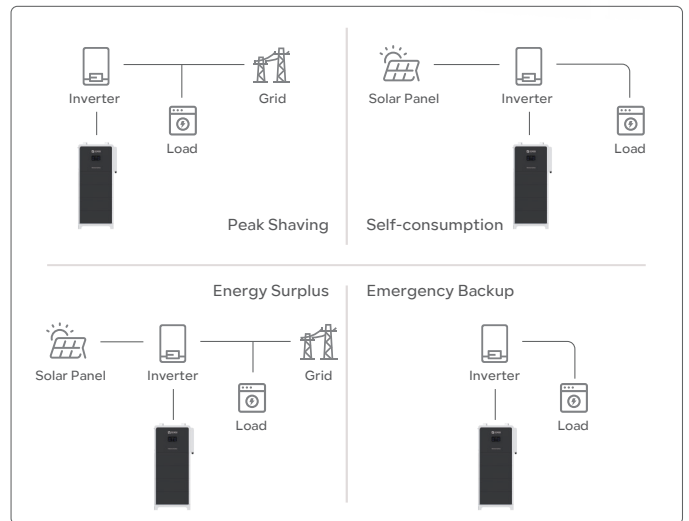 Inverter
Grid
Load
Peak Shaving
Solar Panel
Inverter
Load
Self-consumption
Energy Surplus
Solar Panel
Inverter
Grid
Load
Emergency Backup
Inverter
Load